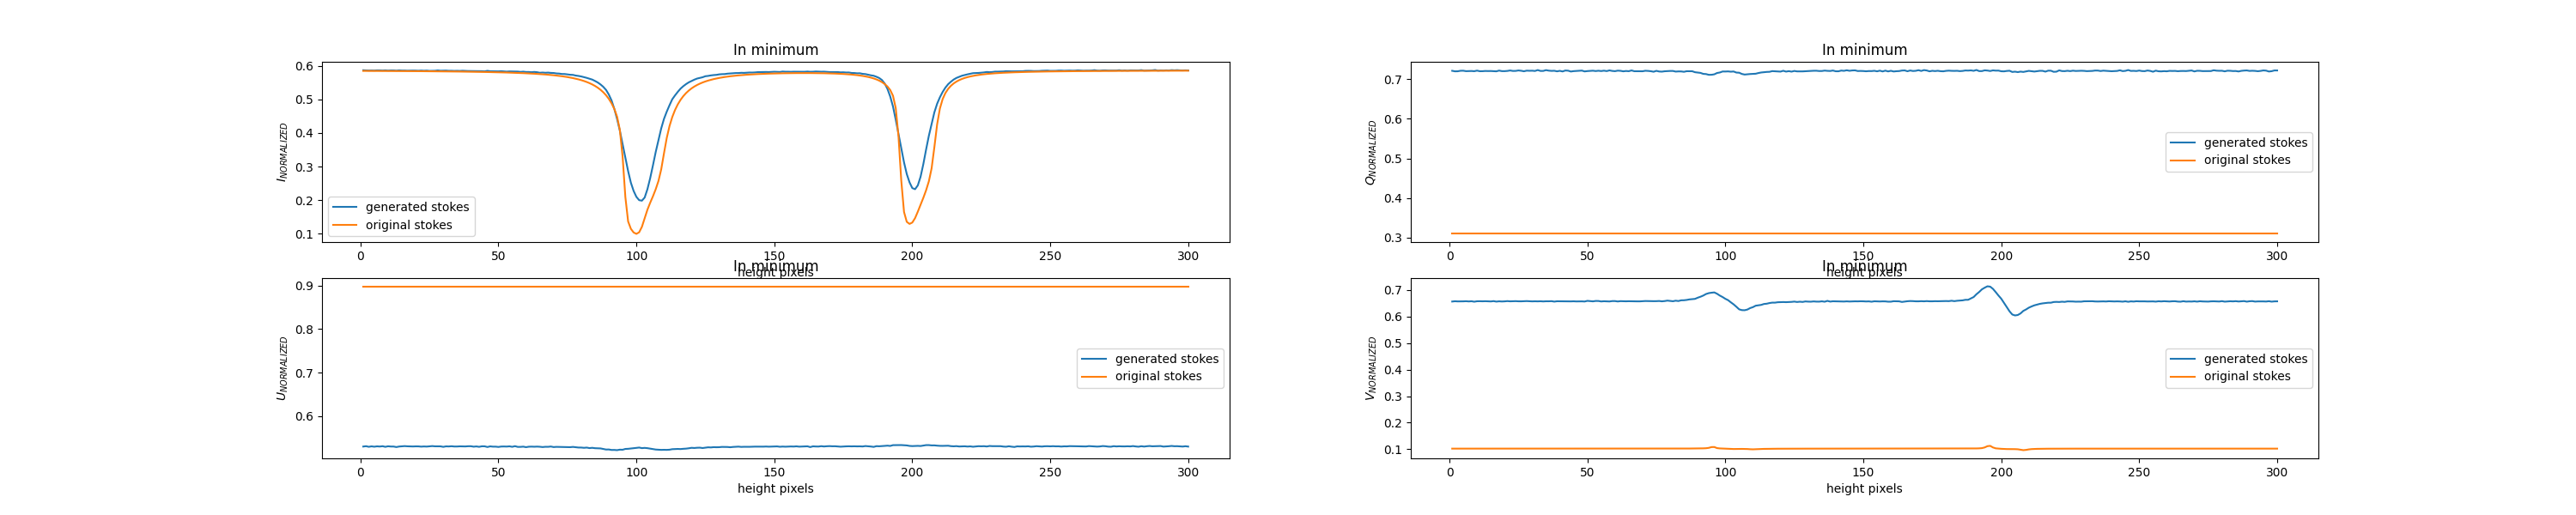 In minimum
0.6
0.5
0.4
0.3
0.2
0.1
I_NORMALIZED
generated stokes
original stokes
0 50 100 150 200 250 300
height pixels
In minimum
0.7
0.6
0.5
0.4
0.3
Q_NORMALIZED
generated stokes
original stokes
0 50 100 150 200 250 300
height pixels
In minimum
0.9
0.8
0.7
0.6
U_NORMALIZED
generated stokes
original stokes
0 50 100 150 200 250 300
height pixels
In minimum
0.7
0.6
0.5
0.4
0.3
0.2
0.1
V_NORMALIZED
generated stokes
original stokes
0 50 100 150 200 250 300
height pixels